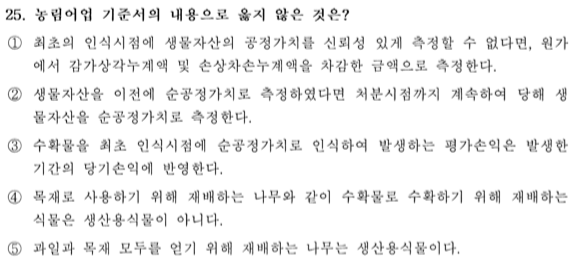 25. 농림어업 기준서의 내용으로 옳지 않은 것은?
① 최초의 인식시점에 생물자산의 공정가치를 신뢰성 있게 측정할 수 없다면, 원가
에서 감가상각누계액 및 손상차손누계액을 차감한 금액으로 측정한다.
② 생물자산을 이전에 순공정가치로 측정하였다면 처분시점까지 계속하여 당해 생
물자산을 순공정가치로 측정한다.
③ 수확물을 최초 인식시점에 순공정가치로 인식하여 발생하는 평가손익은 발생한
기간의 당기손익에 반영한다.
④ 목재로 사용하기 위해 재배하는 나무와 같이 수확물로 수확하기 위해 재배하는
식물은 생산용식물이 아니다.
⑤ 과일과 목재 모두를 얻기 위해 재배하는 나무는 생산용식물이다.